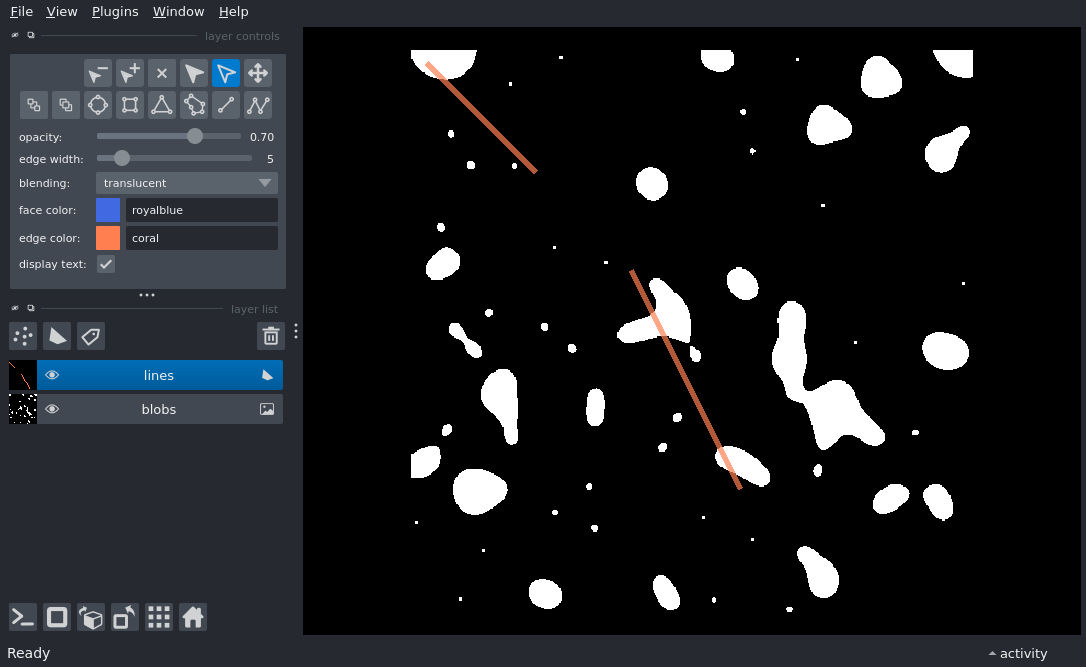 File View Plugins Window Help
layer controls
opacity: 0.70
edge width: 5
blending: translucent
face color: royalblue
edge color: coral
display text:
layer list
lines
blobs
Ready
activity